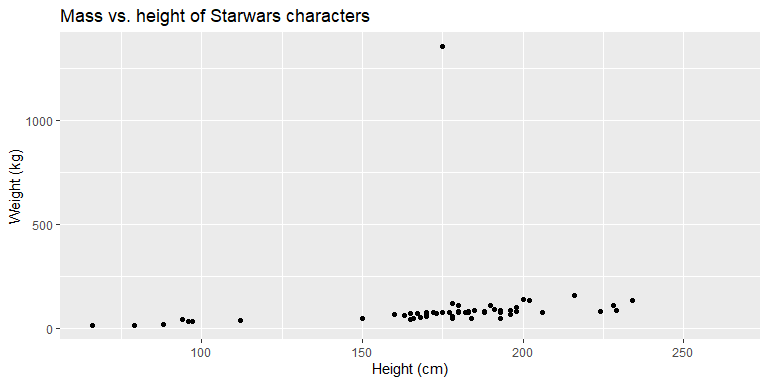 Mass vs. height of Starwars characters
Weight (kg)
1000
500
0
100 150 200 250
Height (cm)